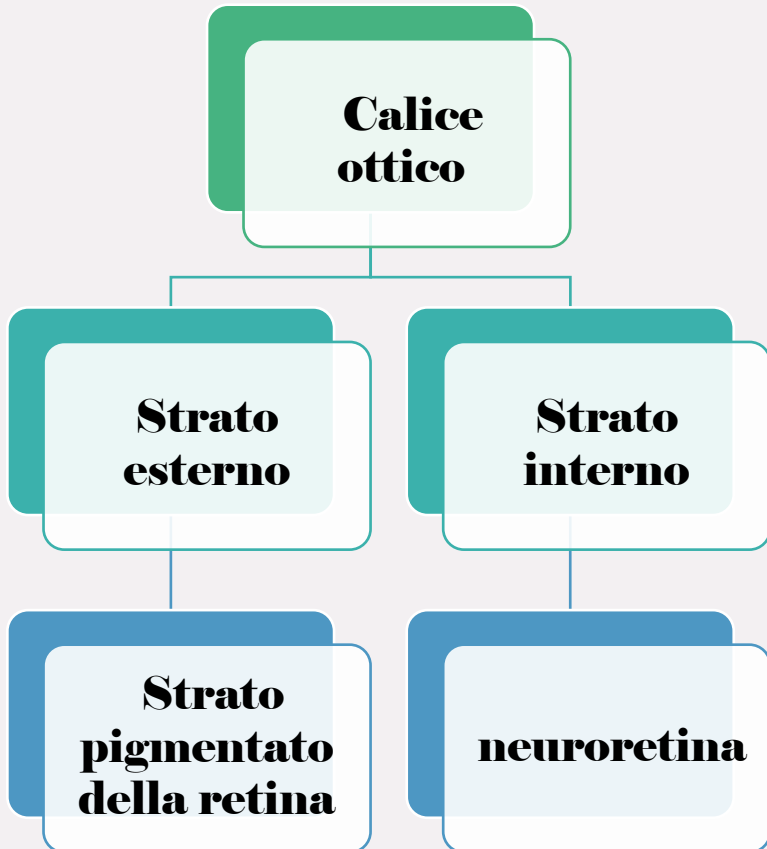 Calice
ottico
Strato
esterno
Strato
interno
Strato
pigmentato
della retina
neuroretina